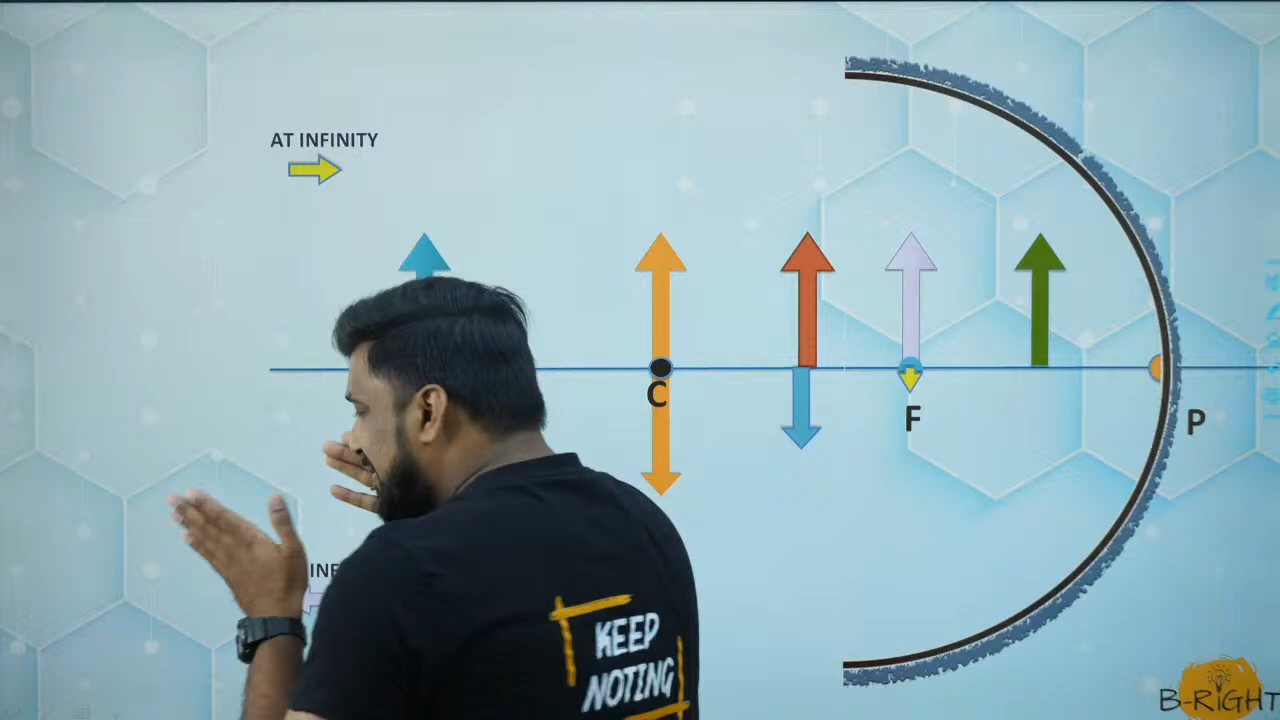 AT INFINITY
C
F
P
KEEP
NOTING
B-RIGHT